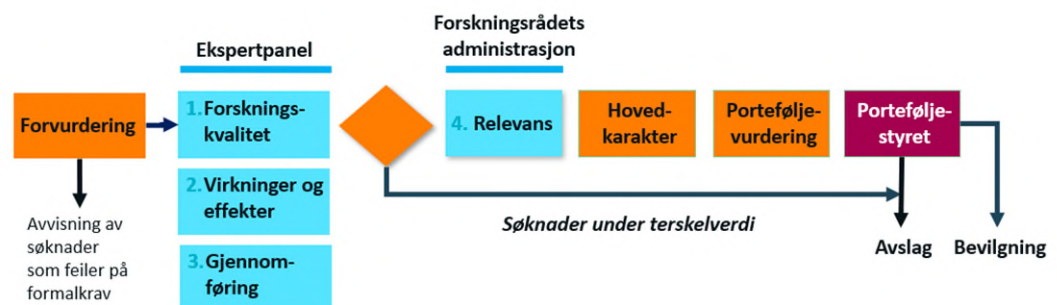 Ekspertpanel
Forskningsrådets
administrasjon
Forvurdering
1. Forsknings-
kvalitet
4. Relevans
Hoved-
karakter
Portefølje-
vurdering
Portefølje-
styret
2. Virkninger og
effekter
3. Gjennom-
føring
Avvisning av
søknader
som feiler på
formalkrav
Søknader under terskelverdi
Avslag
Bevilgning